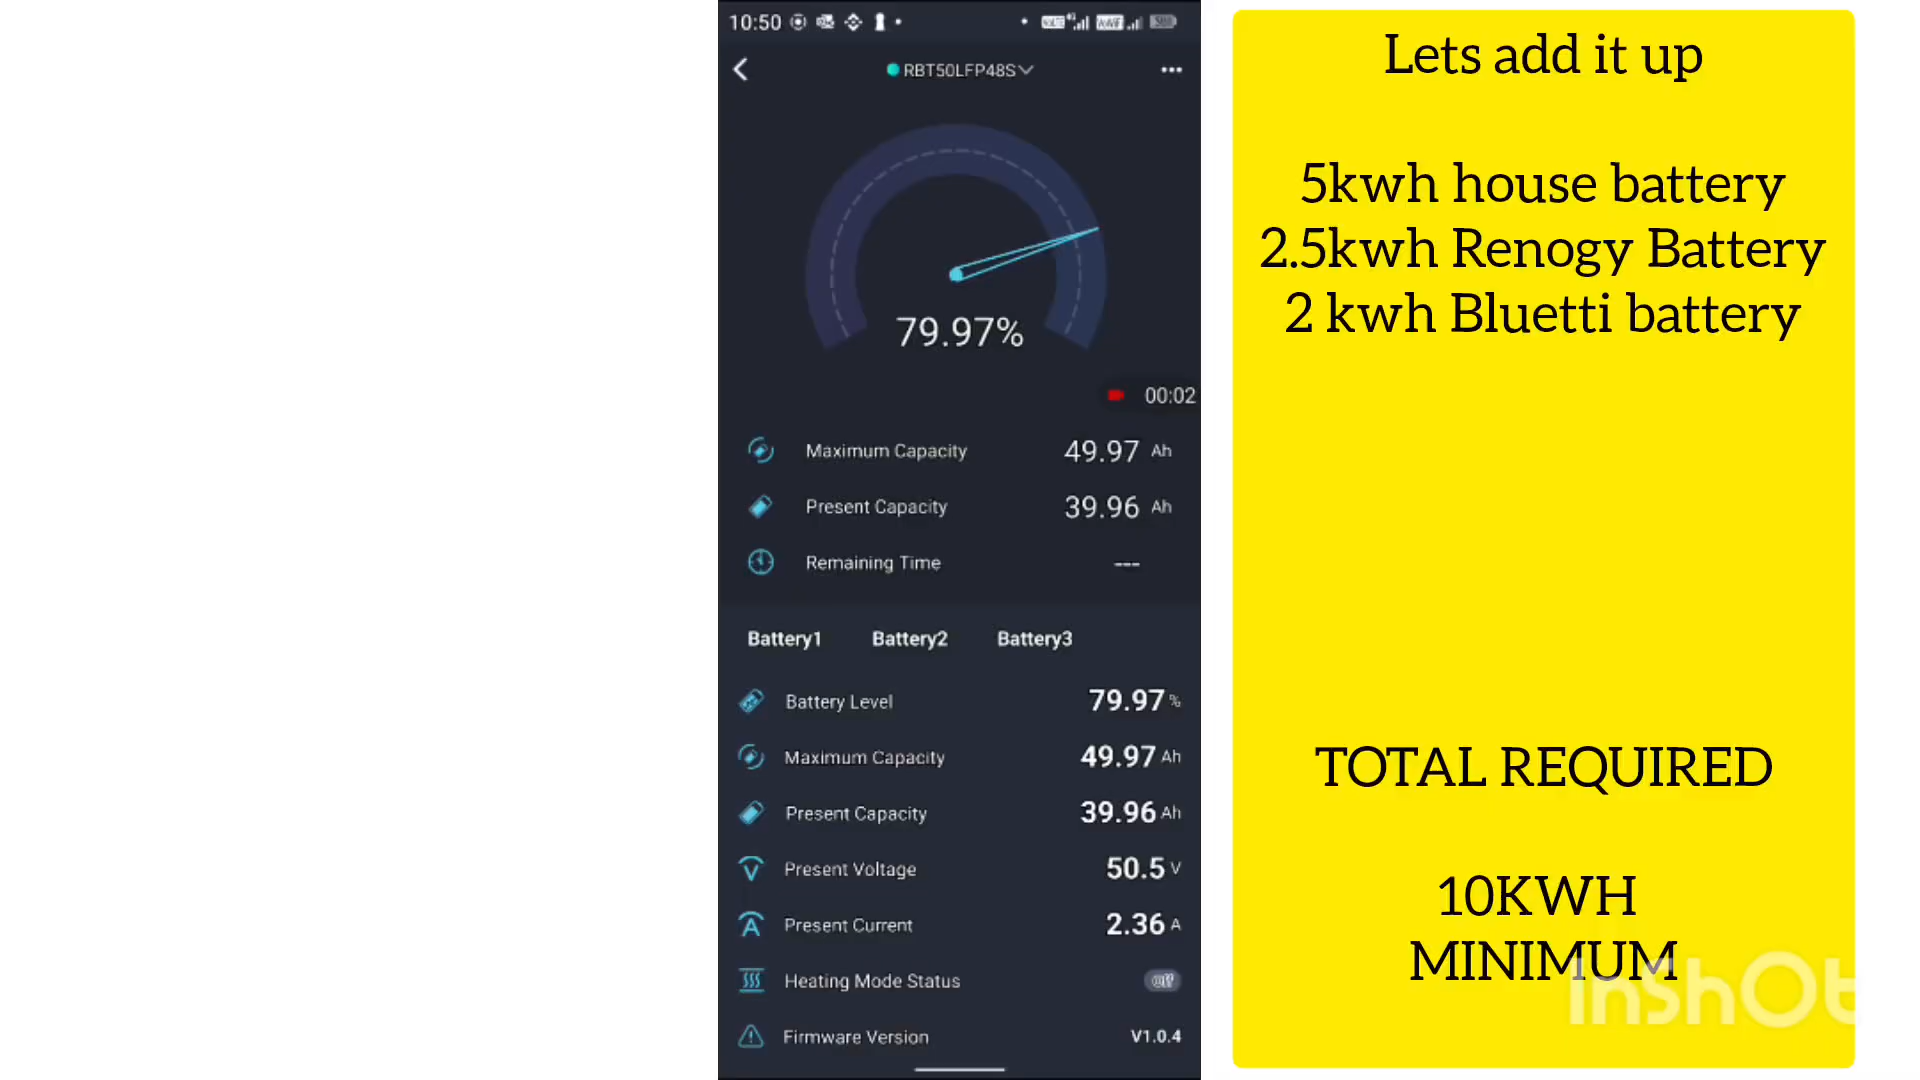 10:50
RBT50LFP48S
79.97%
00:02
Maximum Capacity 49.97 Ah
Present Capacity 39.96 Ah
Remaining Time ---
Battery1 Battery2 Battery3
Battery Level 79.97 %
Maximum Capacity 49.97 Ah
Present Capacity 39.96 Ah
Present Voltage 50.5 V
Present Current 2.36 A
Heating Mode Status off
Firmware Version V1.0.4
Lets add it up
5kwh house battery
2.5kwh Renogy Battery
2 kwh Bluetti battery
TOTAL REQUIRED
10KWH
MINIMUM
InShOt